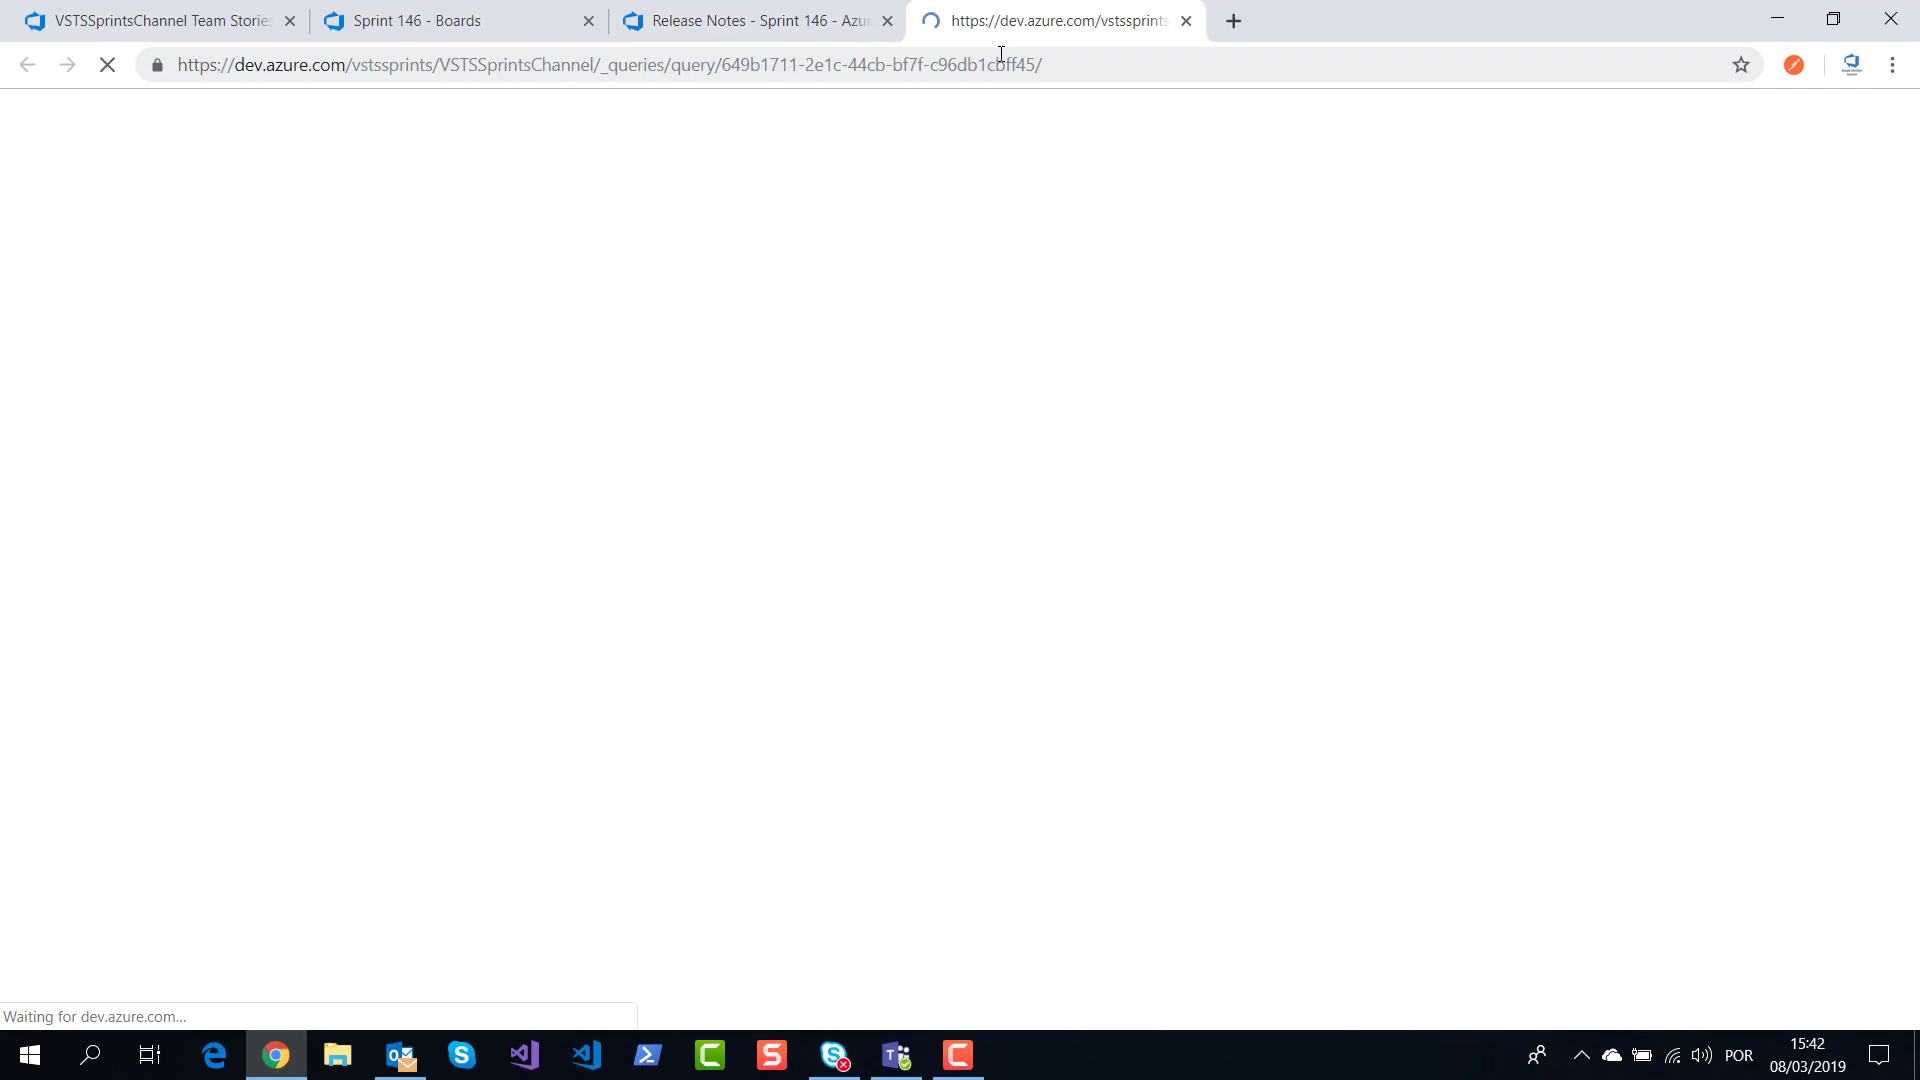 VSTSSprintsChannel Team Stories
Sprint 146 - Boards
Release Notes - Sprint 146 - Azu
https://dev.azure.com/vstssprints
https://dev.azure.com/vstssprints/VSTSSprintsChannel/_queries/query/649b1711-2e1c-44cb-bf7f-c96db1cbff45/
Waiting for dev.azure.com...
POR
15:42
08/03/2019